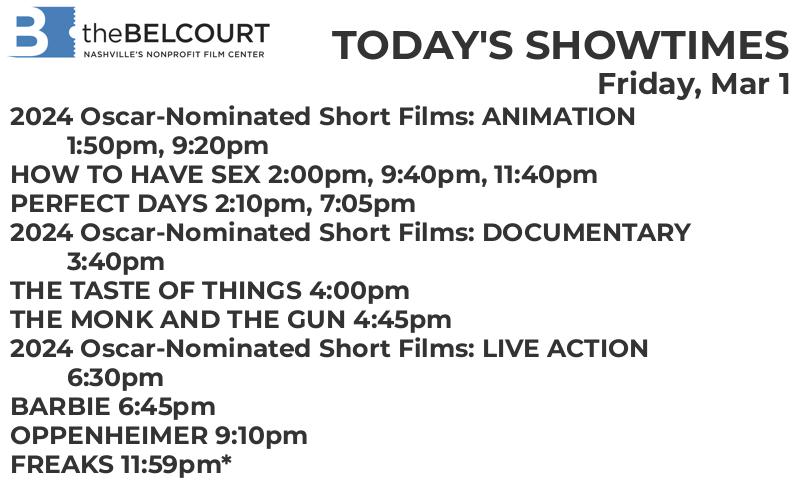 B theBELCOURT
NASHVILLE'S NONPROFIT FILM CENTER
TODAY'S SHOWTIMES
Friday, Mar 1
2024 Oscar-Nominated Short Films: ANIMATION
1:50pm, 9:20pm
HOW TO HAVE SEX 2:00pm, 9:40pm, 11:40pm
PERFECT DAYS 2:10pm, 7:05pm
2024 Oscar-Nominated Short Films: DOCUMENTARY
3:40pm
THE TASTE OF THINGS 4:00pm
THE MONK AND THE GUN 4:45pm
2024 Oscar-Nominated Short Films: LIVE ACTION
6:30pm
BARBIE 6:45pm
OPPENHEIMER 9:10pm
FREAKS 11:59pm*